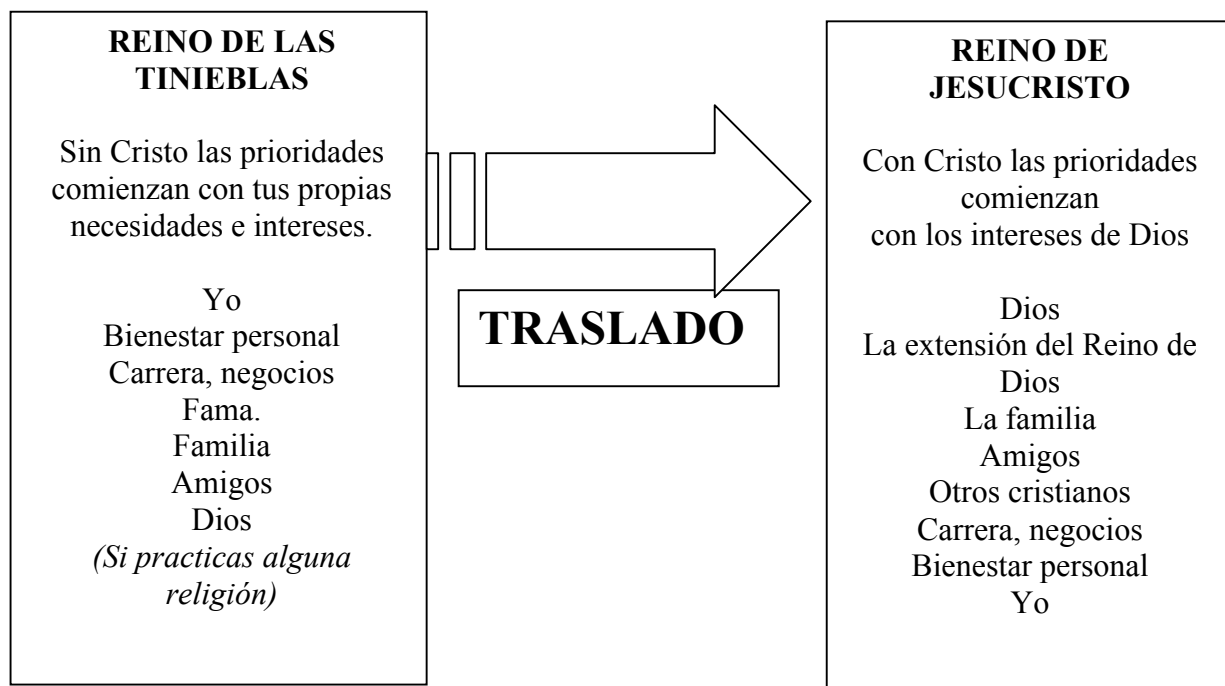 REINO DE LAS
TINIEBLAS
Sin Cristo las prioridades
comienzan con tus propias
necesidades e intereses.
Yo
Bienestar personal
Carrera, negocios
Fama.
Familia
Amigos
Dios
(Si practicas alguna
religión)
TRASLADO
REINO DE
JESUCRISTO
Con Cristo las prioridades
comienzan
con los intereses de Dios
Dios
La extensión del Reino de
Dios
La familia
Amigos
Otros cristianos
Carrera, negocios
Bienestar personal
Yo